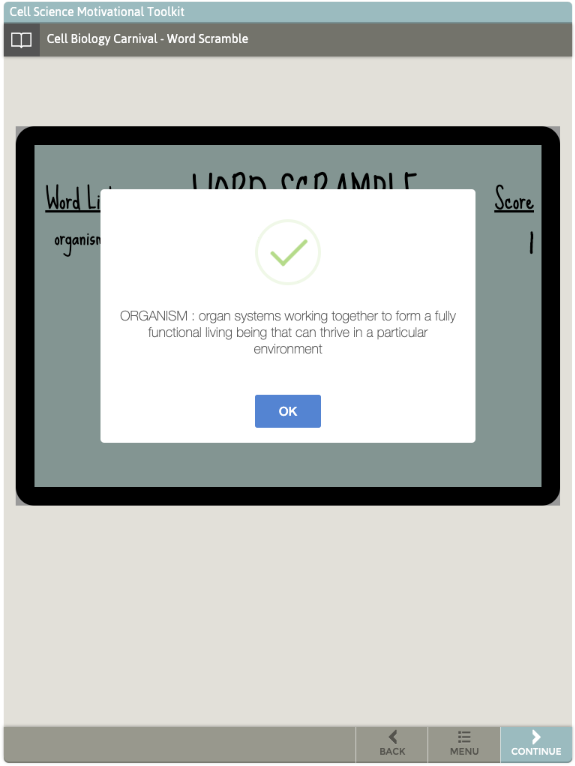 Cell Science Motivational Toolkit
Cell Biology Carnival - Word Scramble
WORD SCRAMBLE
Word Li
Score
organism
1
ORGANISM : organ systems working together to form a fully
functional living being that can thrive in a particular
environment
OK
BACK
MENU
CONTINUE